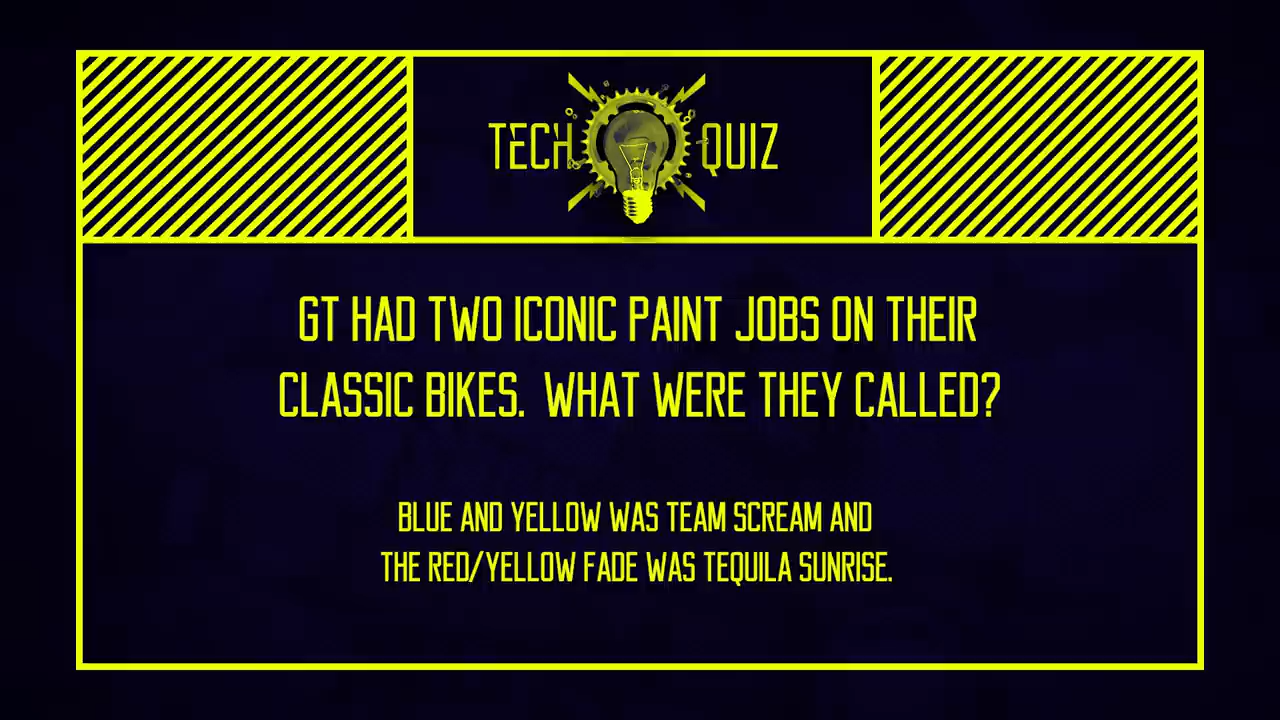 TECH QUIZ
GT HAD TWO ICONIC PAINT JOBS ON THEIR
CLASSIC BIKES. WHAT WERE THEY CALLED?
BLUE AND YELLOW WAS TEAM SCREAM AND
THE RED/YELLOW FADE WAS TEQUILA SUNRISE.